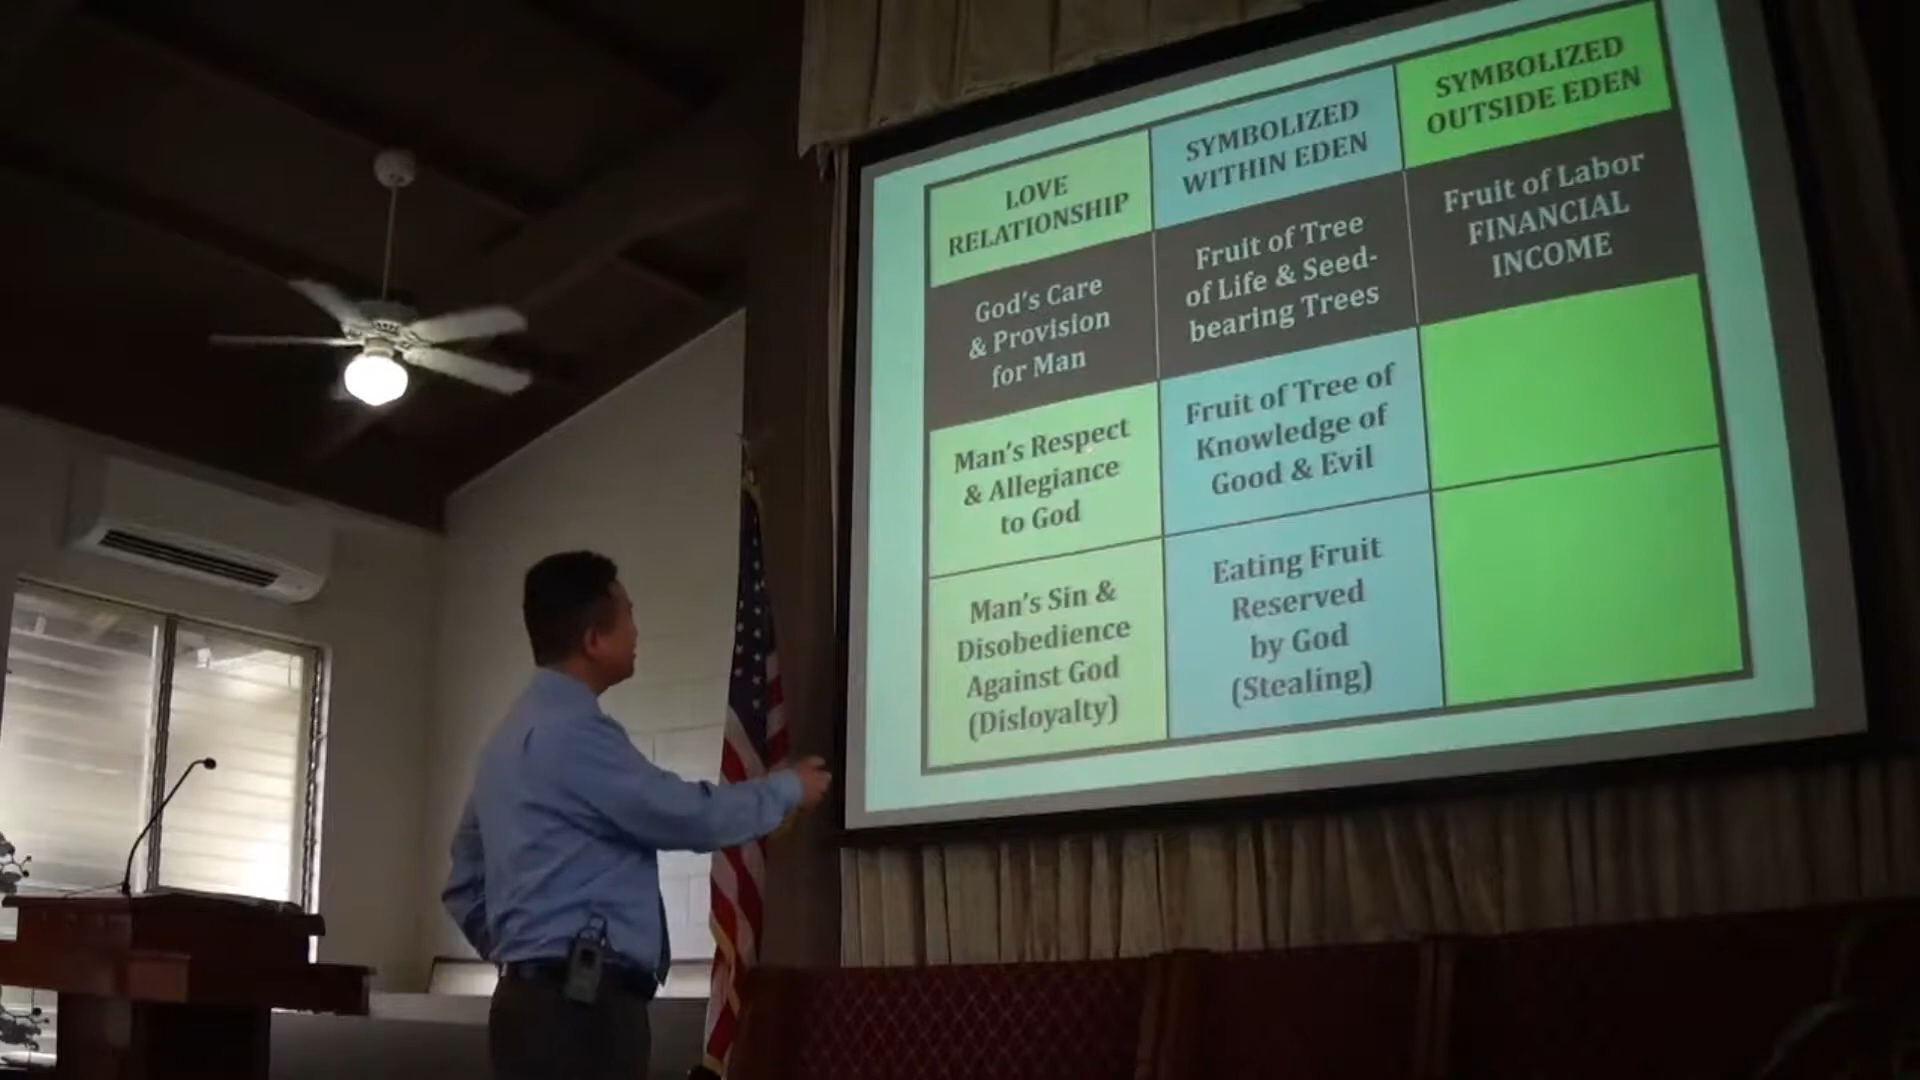 LOVE
RELATIONSHIP
SYMBOLIZED
WITHIN EDEN
SYMBOLIZED
OUTSIDE EDEN
God's Care
& Provision
for Man
Fruit of Tree
of Life & Seed-
bearing Trees
Fruit of Labor
FINANCIAL
INCOME
Man's Respect
& Allegiance
to God
Fruit of Tree of
Knowledge of
Good & Evil
Man's Sin &
Disobedience
Against God
(Disloyalty)
Eating Fruit
Reserved
by God
(Stealing)